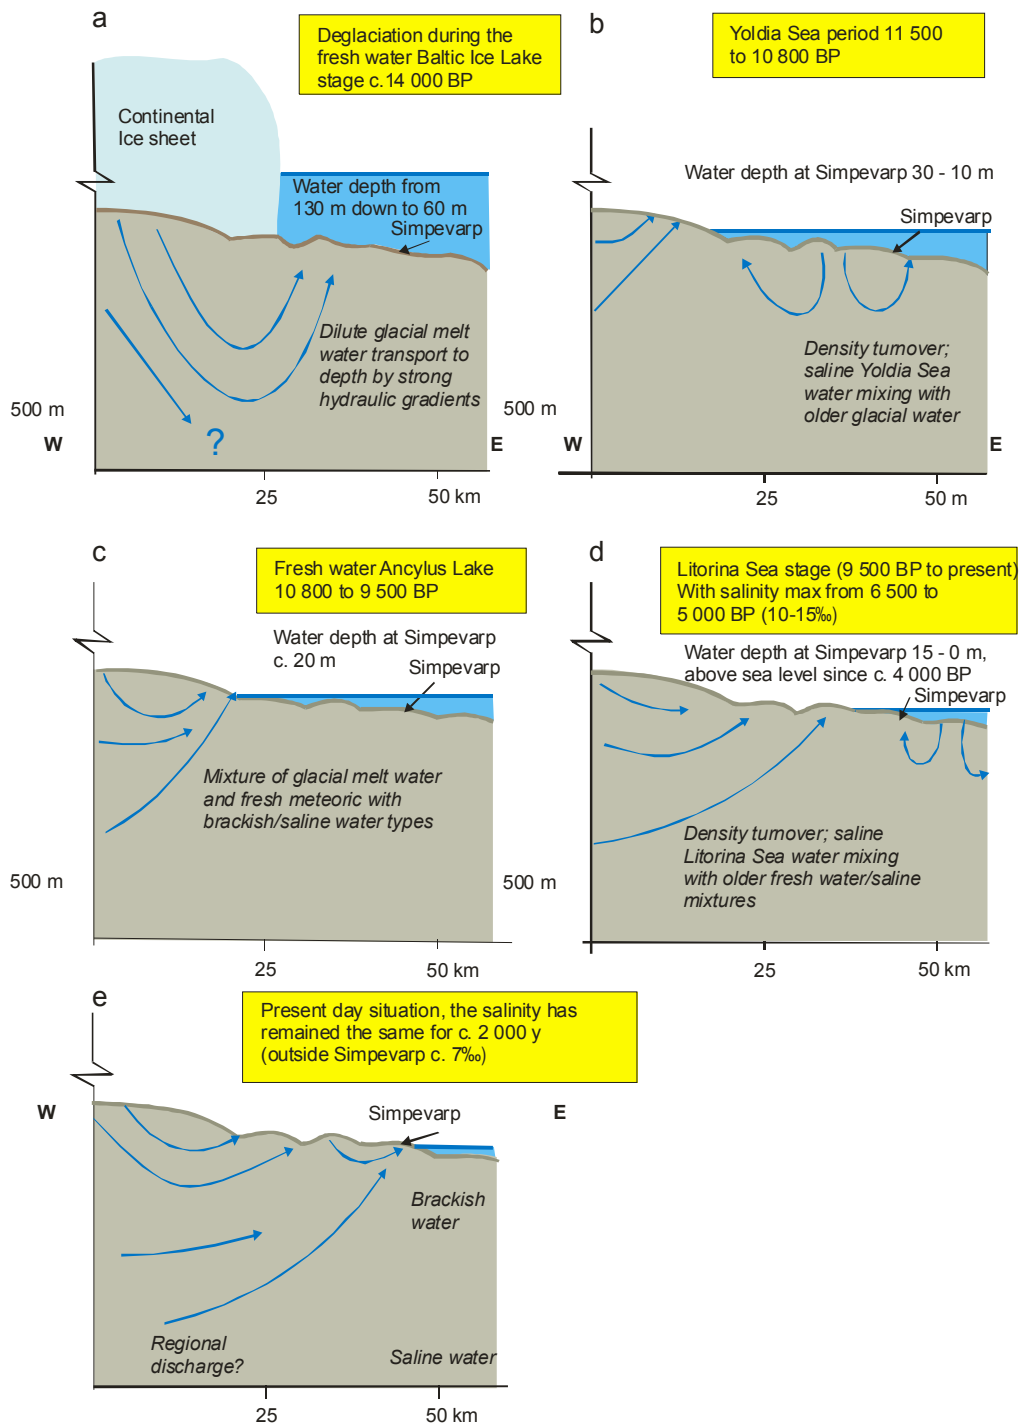 a
Deglaciation during the
fresh water Baltic Ice Lake
stage c.14 000 BP
Continental
Ice sheet
Water depth from
130 m down to 60 m
Simpevarp
Dilute glacial melt
water transport to
depth by strong
hydraulic gradients
?
500 m
W
E
25
50 km
b
Yoldia Sea period 11 500
to 10 800 BP
Water depth at Simpevarp 30 - 10 m
Simpevarp
Density turnover;
saline Yoldia Sea
water mixing with
older glacial water
500 m
W
E
25
50 m
c
Fresh water Ancylus Lake
10 800 to 9 500 BP
Water depth at Simpevarp
c. 20 m
Simpevarp
Mixture of glacial melt water
and fresh meteoric with
brackish/saline water types
500 m
25
50 km
d
Litorina Sea stage (9 500 BP to present)
With salinity max from 6 500 to
5 000 BP (10-15‰)
Water depth at Simpevarp 15 - 0 m,
above sea level since c. 4 000 BP
Simpevarp
Density turnover; saline
Litorina Sea water mixing
with older fresh water/saline
mixtures
500 m
25
50 km
e
Present day situation, the salinity has
remained the same for c. 2 000 y
(outside Simpevarp c. 7‰)
W
E
Simpevarp
Brackish
water
Regional
discharge?
Saline water
25
50 km